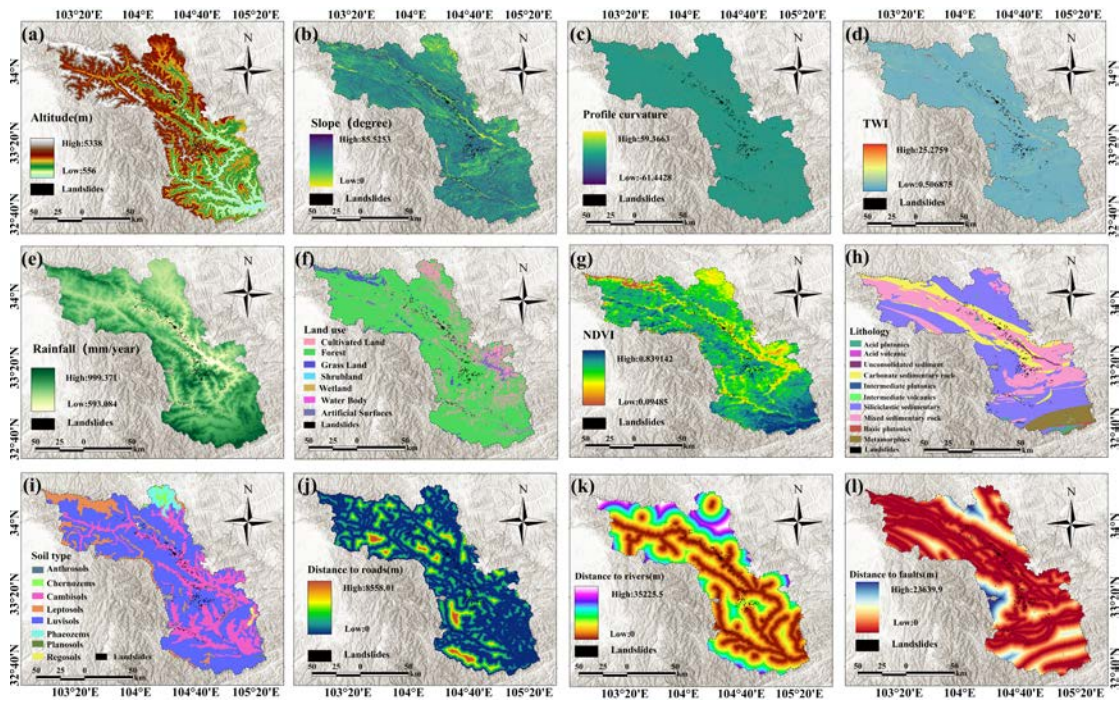 103°20′E 104°E 104°40′E 105°20′E 103°20′E 104°E 104°40′E 105°20′E 103°20′E 104°E 104°40′E 105°20′E 103°20′E 104°E 104°40′E 105°20′E
(a)
N
34°N
33°20′N
32°40′N
Altitude(m)
High:5338
Low:556
Landslides
50 25 0 50
km
(b)
N
Slope (degree)
High:85.5253
Low:0
Landslides
50 25 0 50
km
(c)
N
Profile curvature
High:59.3663
Low:-61.4428
Landslides
50 25 0 50
km
(d)
N
34°N
33°20′N
32°40′N
TWI
High:25.2759
Low:0.506875
Landslides
50 25 0 50
km
(e)
N
34°N
33°20′N
32°40′N
Rainfall (mm/year)
High:999.371
Low:593.084
Landslides
50 25 0 50
km
(f)
N
Land use
Cultivated Land
Forest
Grass Land
Shrubland
Wetland
Water Body
Artificial Surfaces
Landslides
50 25 0 50
km
(g)
N
NDVI
High:0.839142
Low:0.09485
Landslides
50 25 0 50
km
(h)
N
34°N
33°20′N
32°40′N
Lithology
Acid plutonics
Acid volcanic
Unconsolidated sediment
Carbonate sedimentary rock
Intermediate plutonics
Intermediate volcanics
Siliciclastic sedimentary
Mixed sedimentary rock
Basic plutonics
Metamorphics
Landslides
50 25 0 50
km
(i)
N
34°N
33°20′N
32°40′N
Soil type
Anthrosols
Chernozems
Cambisols
Leptosols
Luvisols
Phaeozems
Planosols
Regosols
Landslides
50 25 0 50
km
(j)
N
Distance to roads(m)
High:8558.01
Low:0
Landslides
50 25 0 50
km
(k)
N
Distance to rivers(m)
High:35225.5
Low:0
Landslides
50 25 0 50
km
(l)
N
34°N
33°20′N
32°40′N
Distance to faults(m)
High:23639.9
Low:0
Landslides
50 25 0 50
km
103°20′E 104°E 104°40′E 105°20′E 103°20′E 104°E 104°40′E 105°20′E 103°20′E 104°E 104°40′E 105°20′E 103°20′E 104°E 104°40′E 105°20′E